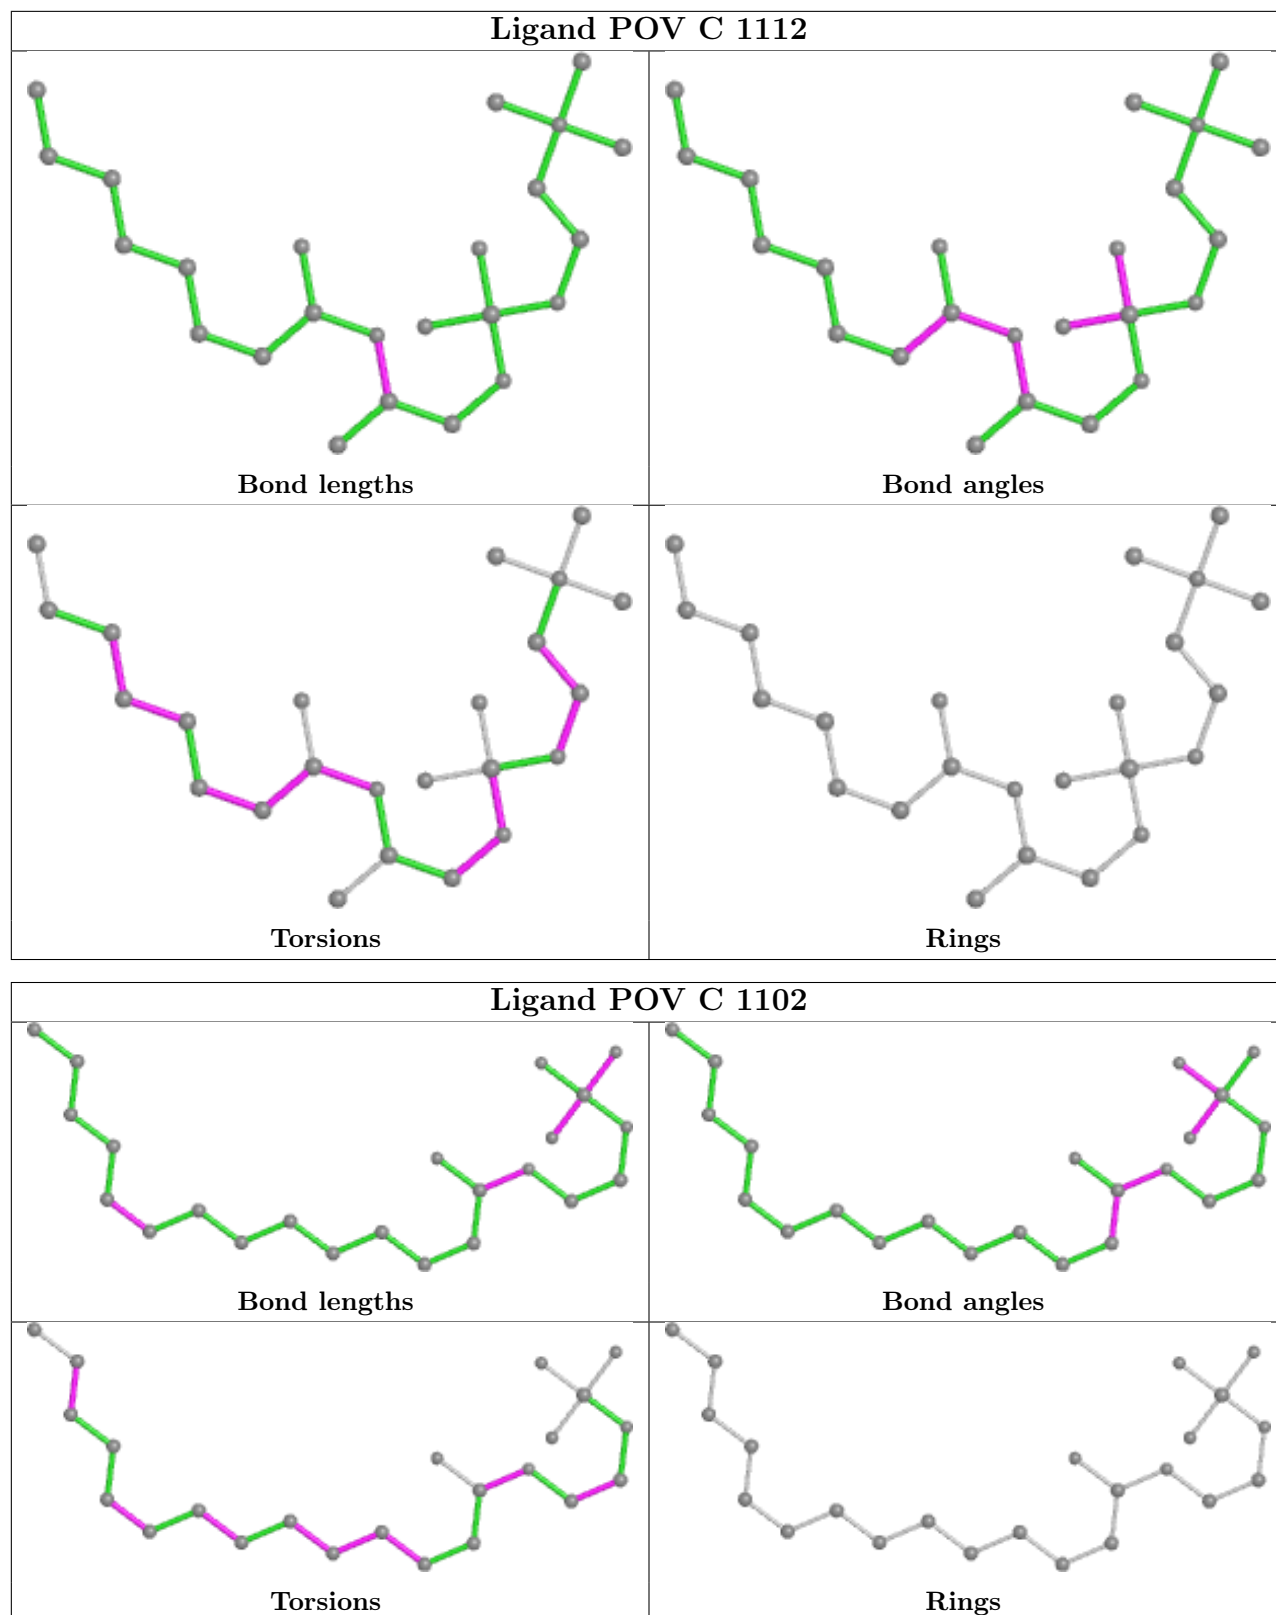 Ligand POV C 1112
Bond lengths
Bond angles
Torsions
Rings
Ligand POV C 1102
Bond lengths
Bond angles
Torsions
Rings